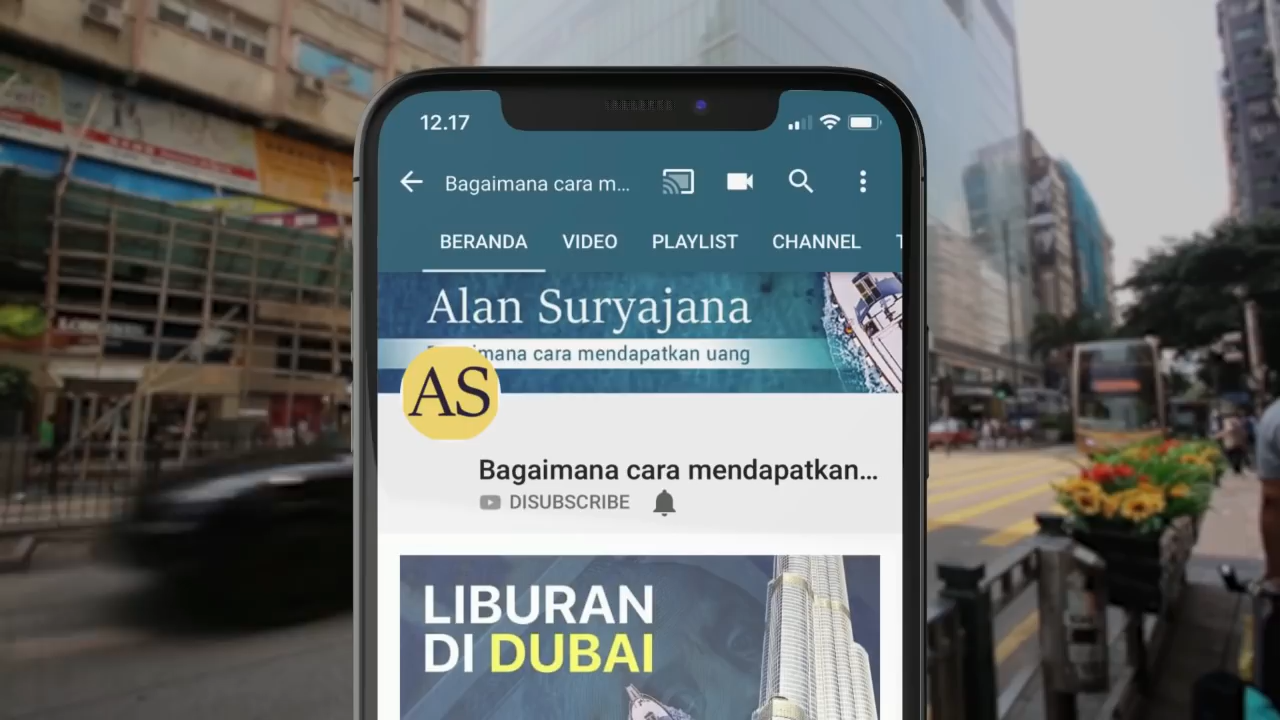 12.17
Bagaimana cara m...
BERANDA VIDEO PLAYLIST CHANNEL
Alan Suryajana
cara mendapatkan uang
AS
Bagaimana cara mendapatkan...
DISUBSCRIBE
LIBURAN
DI DUBAI